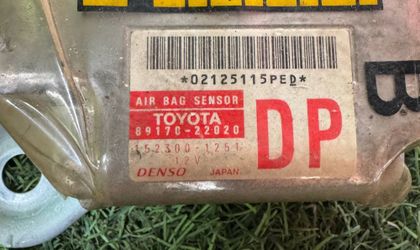 *02125115PED*
AIR BAG SENSOR
TOYOTA
89170-22020
152300-1251
12V
DENSO JAPAN
DP
B